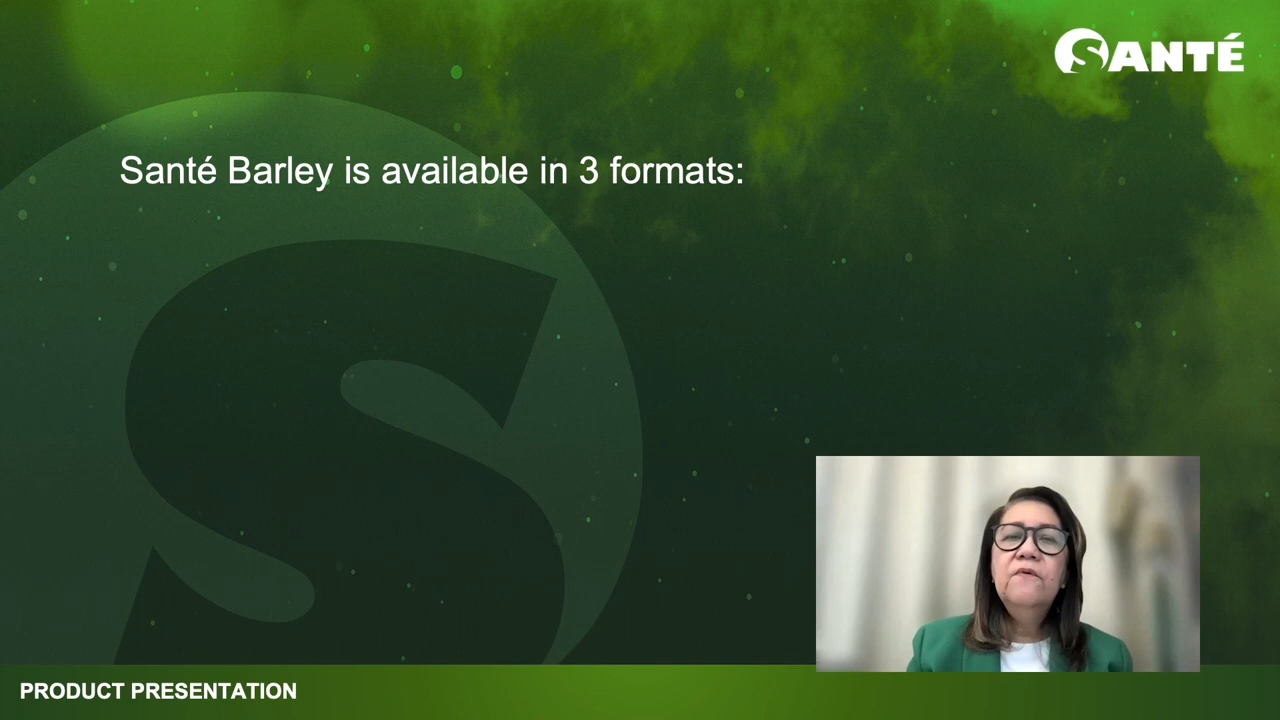 SANTÉ
Santé Barley is available in 3 formats:
PRODUCT PRESENTATION